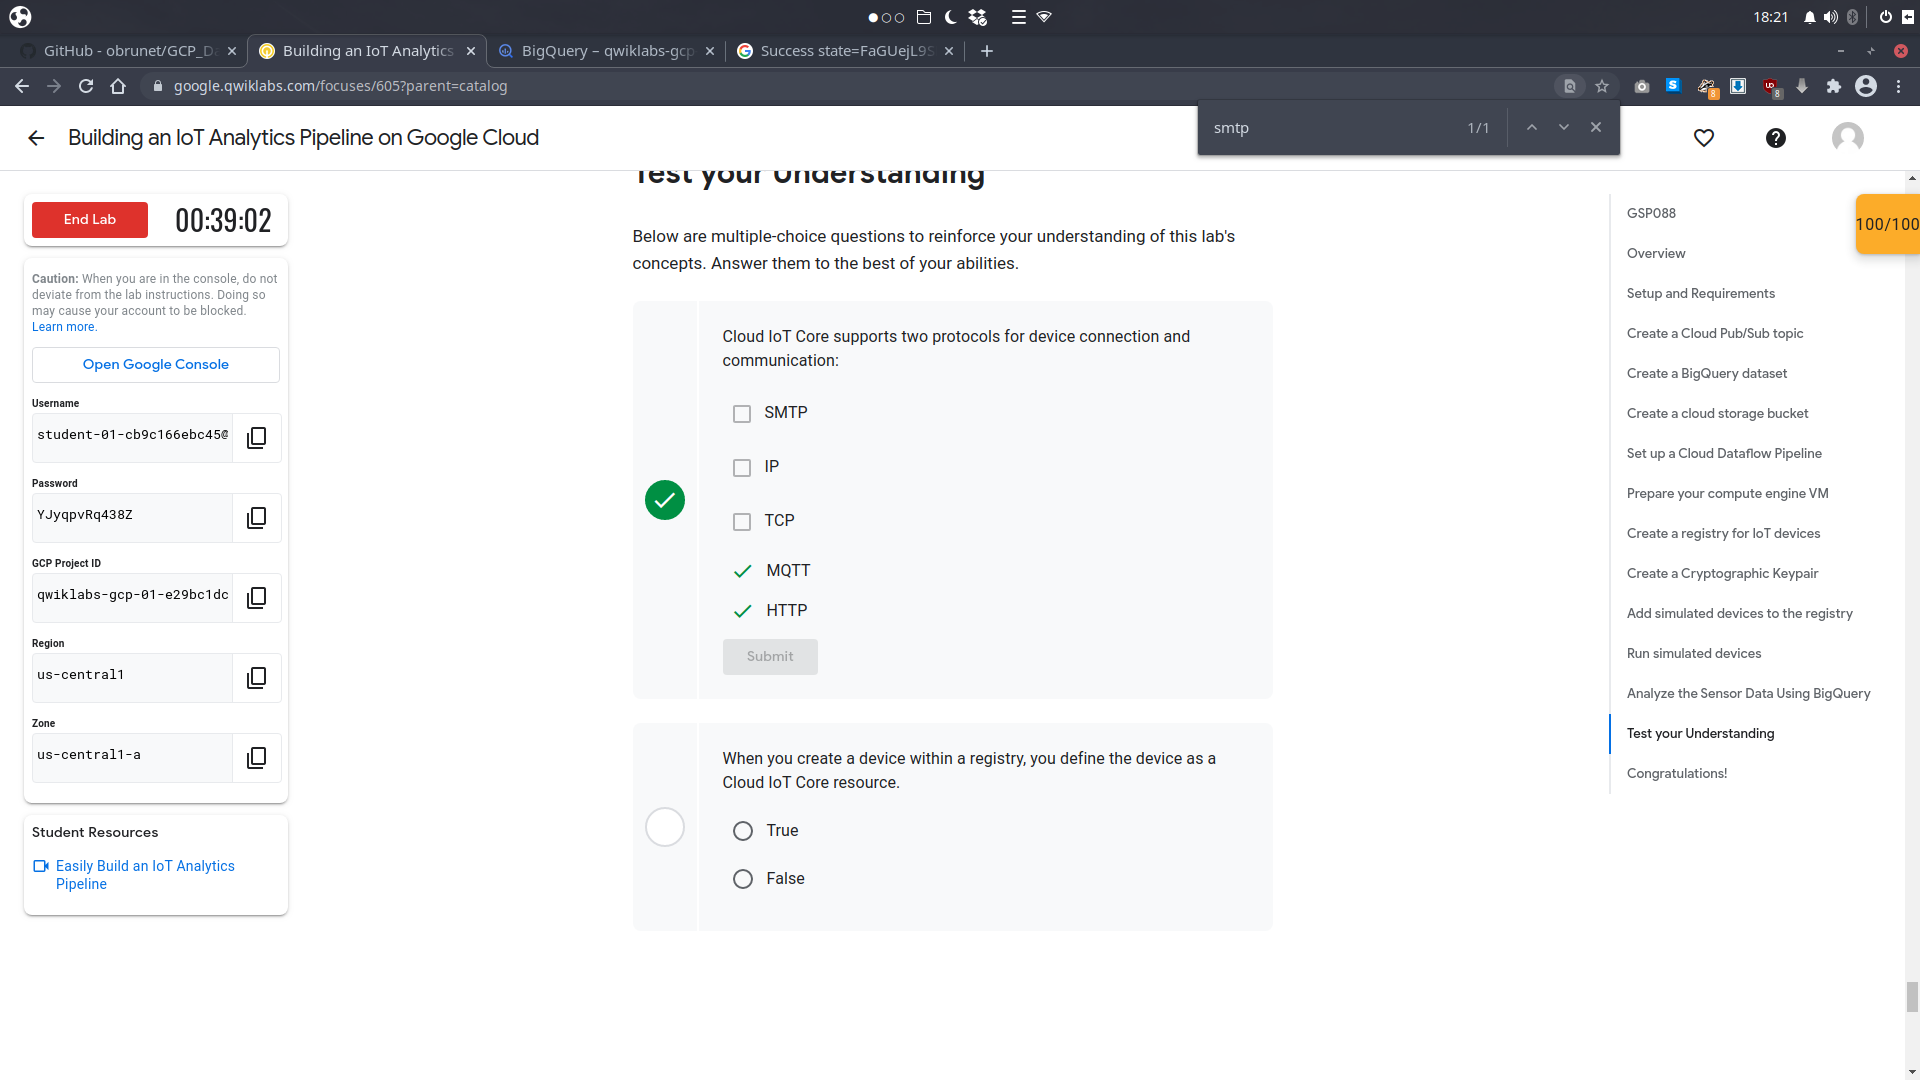 18:21
GitHub - obrunet/GCP_Da
Building an IoT Analytics
BigQuery – qwiklabs-gcp
Success state=FaGUejL9S
google.qwiklabs.com/focuses/605?parent=catalog
smtp
1/1
Building an IoT Analytics Pipeline on Google Cloud
End Lab
00:39:02
Caution: When you are in the console, do not
deviate from the lab instructions. Doing so
may cause your account to be blocked.
Learn more.
Open Google Console
Username
student-01-cb9c166ebc45@
Password
YJyqpvRq438Z
GCP Project ID
qwiklabs-gcp-01-e29bc1dc
Region
us-central1
Zone
us-central1-a
Student Resources
Easily Build an IoT Analytics
Pipeline
Test your Understanding
Below are multiple-choice questions to reinforce your understanding of this lab's
concepts. Answer them to the best of your abilities.
Cloud IoT Core supports two protocols for device connection and
communication:
SMTP
IP
TCP
MQTT
HTTP
Submit
When you create a device within a registry, you define the device as a
Cloud IoT Core resource.
True
False
GSP088
100/100
Overview
Setup and Requirements
Create a Cloud Pub/Sub topic
Create a BigQuery dataset
Create a cloud storage bucket
Set up a Cloud Dataflow Pipeline
Prepare your compute engine VM
Create a registry for IoT devices
Create a Cryptographic Keypair
Add simulated devices to the registry
Run simulated devices
Analyze the Sensor Data Using BigQuery
Test your Understanding
Congratulations!